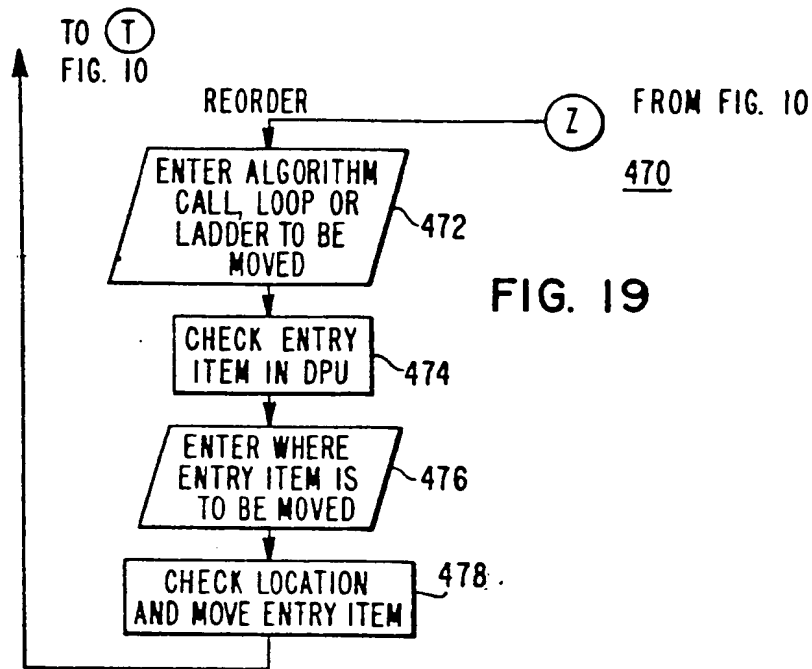 TO T
FIG. 10
REORDER
Z
FROM FIG. 10
470
ENTER ALGORITHM
CALL, LOOP OR
LADDER TO BE
MOVED
472
FIG. 19
CHECK ENTRY
ITEM IN DPU
474
ENTER WHERE
ENTRY ITEM IS
TO BE MOVED
476
CHECK LOCATION
AND MOVE ENTRY ITEM
478